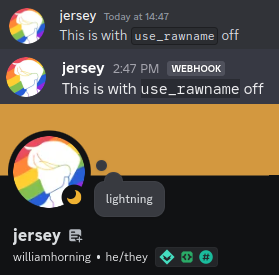 jersey Today at 14:47
This is with use_rawname off
jersey 2:47 PM WEBHOOK
This is with use_rawname off
lightning
jersey
williamhorning • he/they #